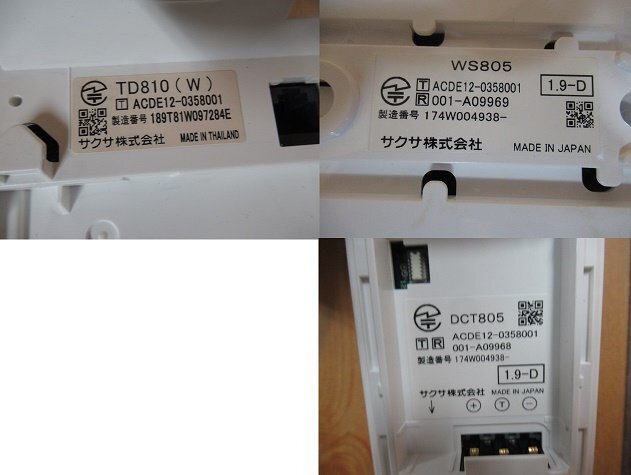 TD810(W)
T ACDE12-0358001
製造番号 189T81W097284E
サクサ株式会社 MADE IN THAILAND
WS805
T ACDE12-0358001
R 001-A09969
1.9-D
製造番号 174W004938-
サクサ株式会社 MADE IN JAPAN
DCT805
T R ACDE12-0358001
001-A09968
製造番号 174W004938-
1.9-D
サクサ株式会社 MADE IN JAPAN
↓ + T −